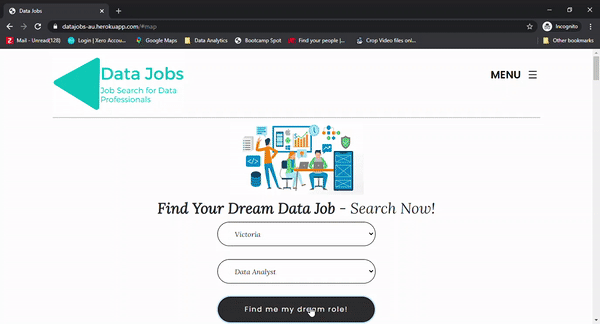 Data Jobs
datajobs-au.herokuapp.com/#map
Incognito
Mail - Unread(128)
Login | Xero Accou...
Google Maps
Data Analytics
Bootcamp Spot
Find your people |...
Crop Video files onl...
Other bookmarks
Data Jobs
Job Search for Data
Professionals
MENU
Find Your Dream Data Job - Search Now!
Victoria
Data Analyst
Find me my dream role!